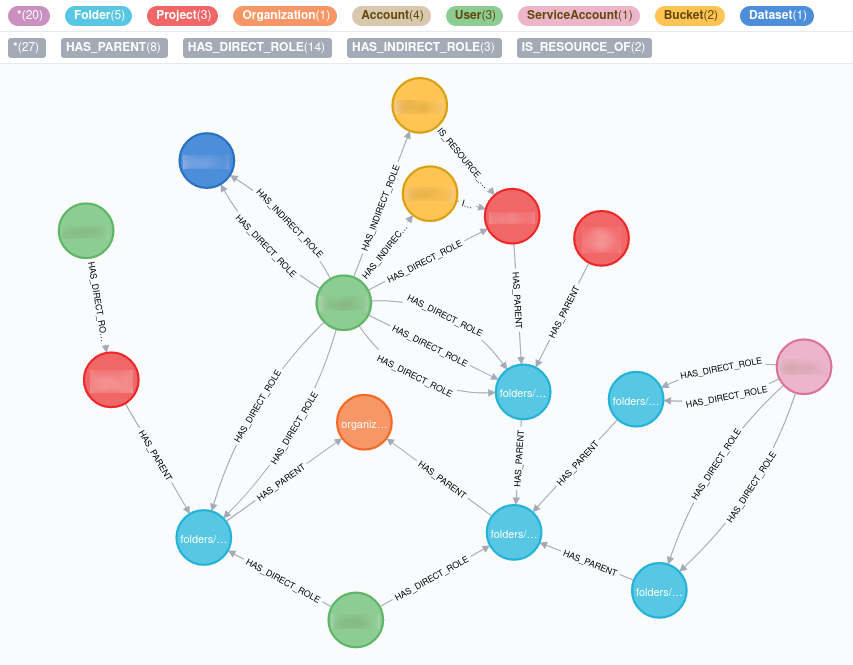 *(20) Folder(5) Project(3) Organization(1) Account(4) User(3) ServiceAccount(1) Bucket(2) Dataset(1)
*(27) HAS_PARENT(8) HAS_DIRECT_ROLE(14) HAS_INDIRECT_ROLE(3) IS_RESOURCE_OF(2)
IS_RESOURCE_...
HAS_INDIRECT_ROLE
HAS_INDIRECT_ROLE
I...
HAS_DIRECT_ROLE
HAS_INDIREC...
HAS_DIRECT_ROLE
HAS_DIRECT_RO...
HAS_PARENT
HAS_PARENT
HAS_DIRECT_ROLE
HAS_DIRECT_ROLE
HAS_DIRECT_ROLE
HAS_DIRECT_ROLE
HAS_DIRECT_ROLE
folders/...
folders/...
HAS_DIRECT_ROLE
HAS_DIRECT_ROLE
organiz...
HAS_PARENT
HAS_PARENT
HAS_PARENT
HAS_PARENT
HAS_PARENT
HAS_DIRECT_ROLE
HAS_DIRECT_ROLE
folders/...
folders/...
HAS_PARENT
HAS_DIRECT_ROLE
HAS_DIRECT_ROLE
folders/...